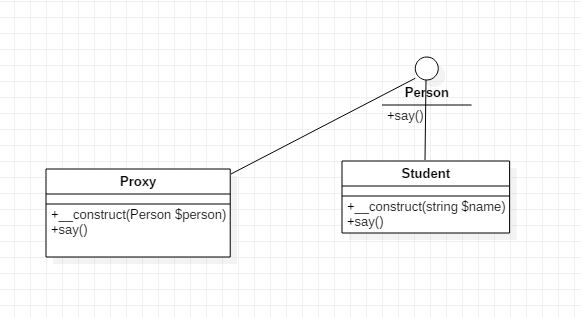 Person
+say()
Proxy
+__construct(Person $person)
+say()
Student
+__construct(string $name)
+say()